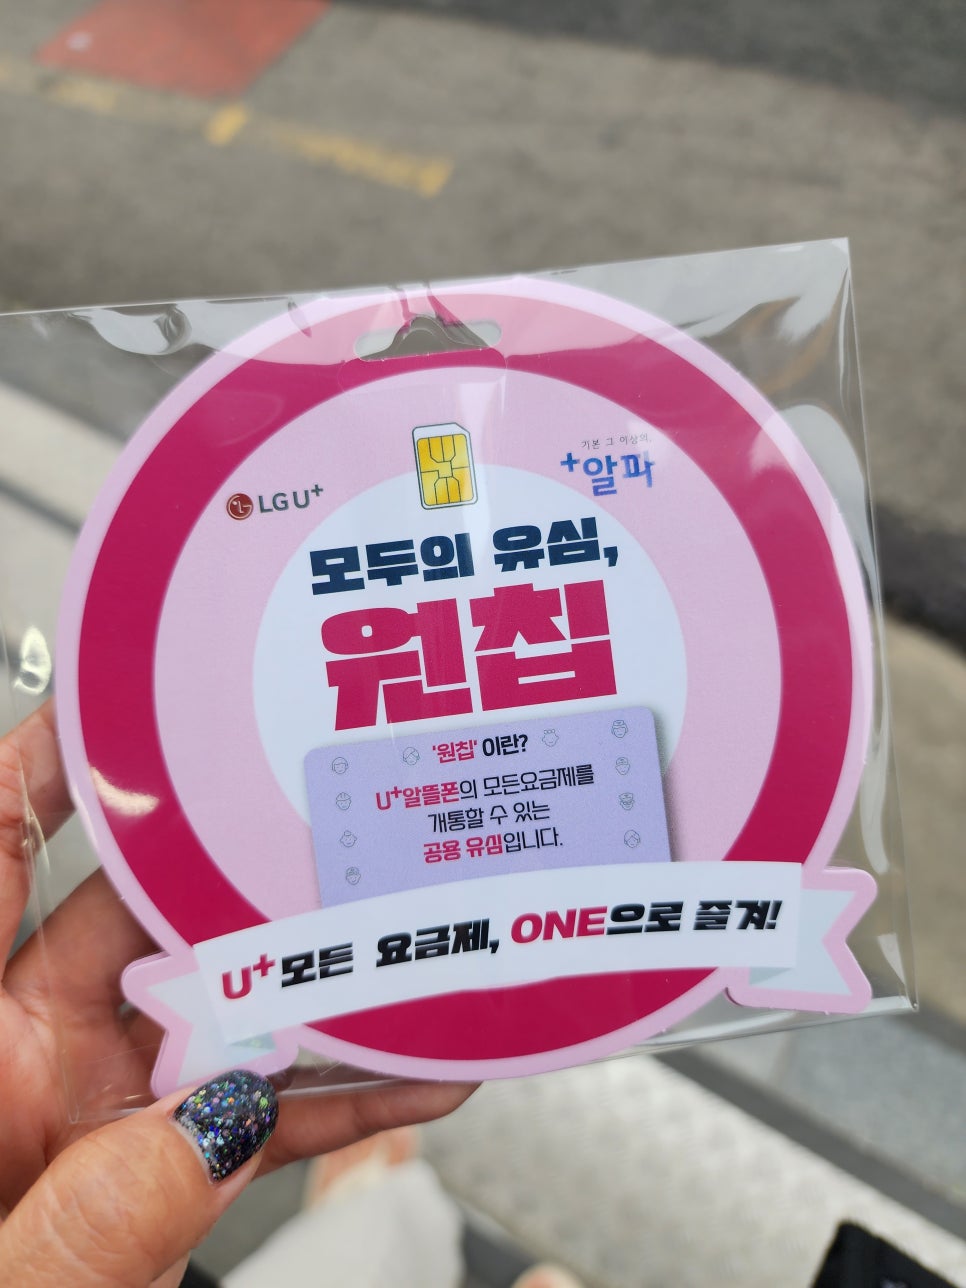 LG U+
기본 그 이상의,
+알파
모두의 유심,
원칩
'원칩' 이란?
U+알뜰폰의 모든요금제를
개통할 수 있는
공용 유심입니다.
U+모든 요금제, ONE으로 즐겨!